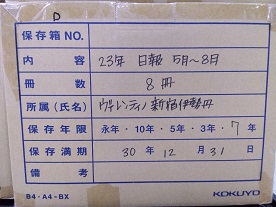 P
保存箱NO.
内容 23年 日報 5月~8月
冊数 8冊
所属(氏名) ヴァレンティノ新宿伊勢丹
保存年限 永年・10年・5年・3年・7年
保存満期 30年 12月 31日
備考
B4・A4-BX KOKUYO